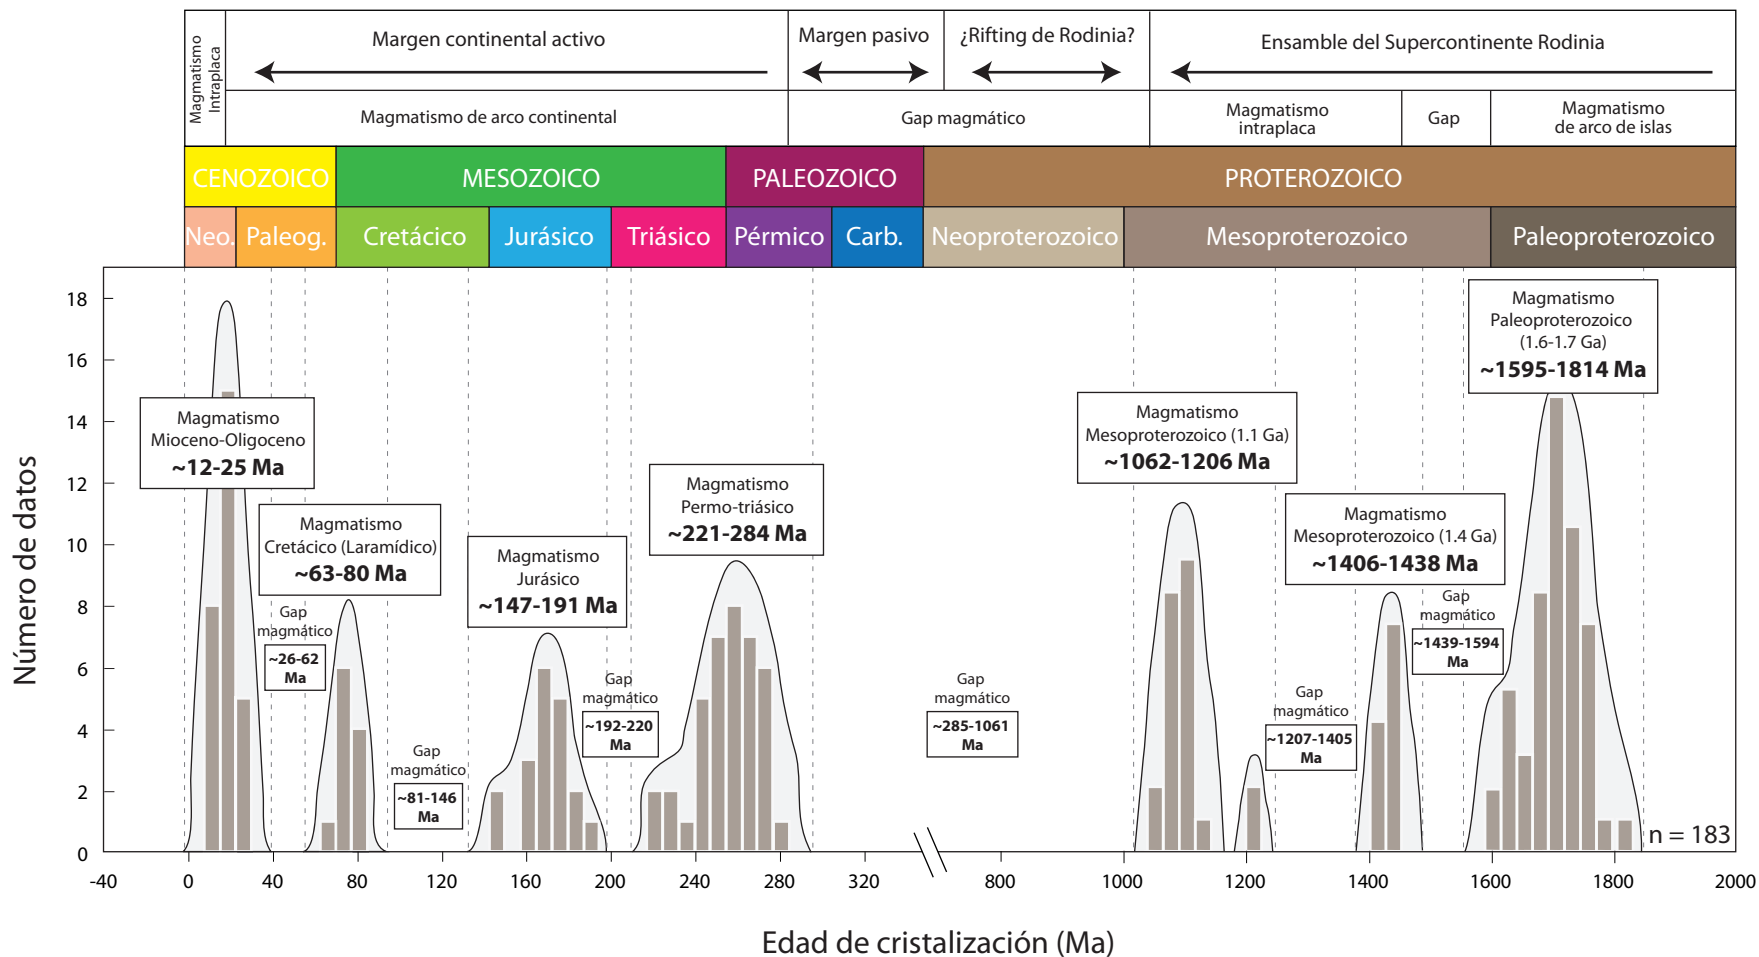 Magmatismo
Intraplaca
Margen continental activo
Margen pasivo
¿Rifting de Rodinia?
Ensamble del Supercontinente Rodinia
Magmatismo de arco continental
Gap magmático
Magmatismo
intraplaca
Gap
Magmatismo
de arco de islas
CENOZOICO
MESOZOICO
PALEOZOICO
PROTEROZOICO
Neo.
Paleog.
Cretácico
Jurásico
Triásico
Pérmico
Carb.
Neoproterozoico
Mesoproterozoico
Paleoproterozoico
Número de datos
18
16
14
12
10
8
6
4
2
0
Magmatismo
Mioceno-Oligoceno
~12-25 Ma
Gap
magmático
~26-62
Ma
Magmatismo
Cretácico (Laramídico)
~63-80 Ma
Gap
magmático
~81-146
Ma
Magmatismo
Jurásico
~147-191 Ma
Gap
magmático
~192-220
Ma
Magmatismo
Permo-triásico
~221-284 Ma
Gap
magmático
~285-1061
Ma
Magmatismo
Mesoproterozoico (1.1 Ga)
~1062-1206 Ma
Gap
magmático
~1207-1405
Ma
Magmatismo
Mesoproterozoico (1.4 Ga)
~1406-1438 Ma
Gap
magmático
~1439-1594
Ma
Magmatismo
Paleoproterozoico
(1.6-1.7 Ga)
~1595-1814 Ma
n = 183
-40
0
40
80
120
160
200
240
280
320
800
1000
1200
1400
1600
1800
2000
Edad de cristalización (Ma)